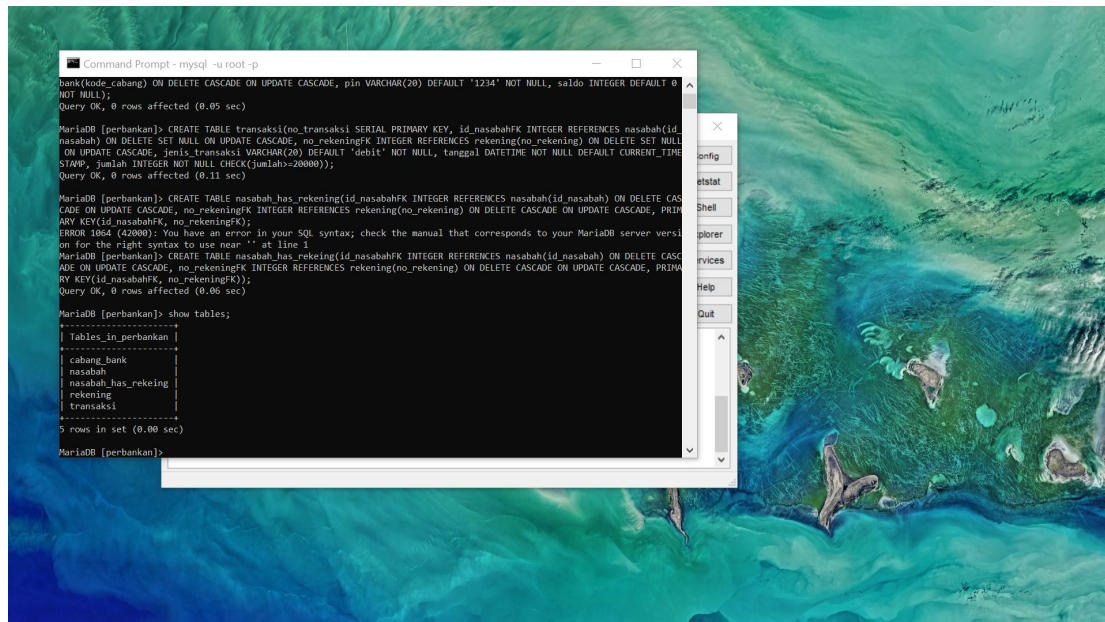 Command Prompt - mysql -u root -p
bank(kode_cabang) ON DELETE CASCADE ON UPDATE CASCADE, pin VARCHAR(20) DEFAULT '1234' NOT NULL, saldo INTEGER DEFAULT 0
NOT NULL);
Query OK, 0 rows affected (0.05 sec)
MariaDB [perbankan]> CREATE TABLE transaksi(no_transaksi SERIAL PRIMARY KEY, id_nasabahFK INTEGER REFERENCES nasabah(id_
nasabah) ON DELETE SET NULL ON UPDATE CASCADE, no_rekeningFK INTEGER REFERENCES rekening(no_rekening) ON DELETE SET NULL
ON UPDATE CASCADE, jenis_transaksi VARCHAR(20) DEFAULT 'debit' NOT NULL, tanggal DATETIME NOT NULL DEFAULT CURRENT_TIME
STAMP, jumlah INTEGER NOT NULL CHECK(jumlah>=20000));
Query OK, 0 rows affected (0.11 sec)
MariaDB [perbankan]> CREATE TABLE nasabah_has_rekening(id_nasabahFK INTEGER REFERENCES nasabah(id_nasabah) ON DELETE CAS
CADE ON UPDATE CASCADE, no_rekeningFK INTEGER REFERENCES rekening(no_rekening) ON DELETE CASCADE ON UPDATE CASCADE, PRIM
ARY KEY(id_nasabahFK, no_rekeningFK);
ERROR 1064 (42000): You have an error in your SQL syntax; check the manual that corresponds to your MariaDB server versi
on for the right syntax to use near '' at line 1
MariaDB [perbankan]> CREATE TABLE nasabah_has_rekeing(id_nasabahFK INTEGER REFERENCES nasabah(id_nasabah) ON DELETE CASC
ADE ON UPDATE CASCADE, no_rekeningFK INTEGER REFERENCES rekening(no_rekening) ON DELETE CASCADE ON UPDATE CASCADE, PRIMA
RY KEY(id_nasabahFK, no_rekeningFK));
Query OK, 0 rows affected (0.06 sec)
MariaDB [perbankan]> show tables;
+---------------------+
| Tables_in_perbankan |
+---------------------+
| cabang_bank |
| nasabah |
| nasabah_has_rekeing |
| rekening |
| transaksi |
+---------------------+
5 rows in set (0.00 sec)
MariaDB [perbankan]>
onfig
etstat
Shell
plorer
rvices
Help
Quit